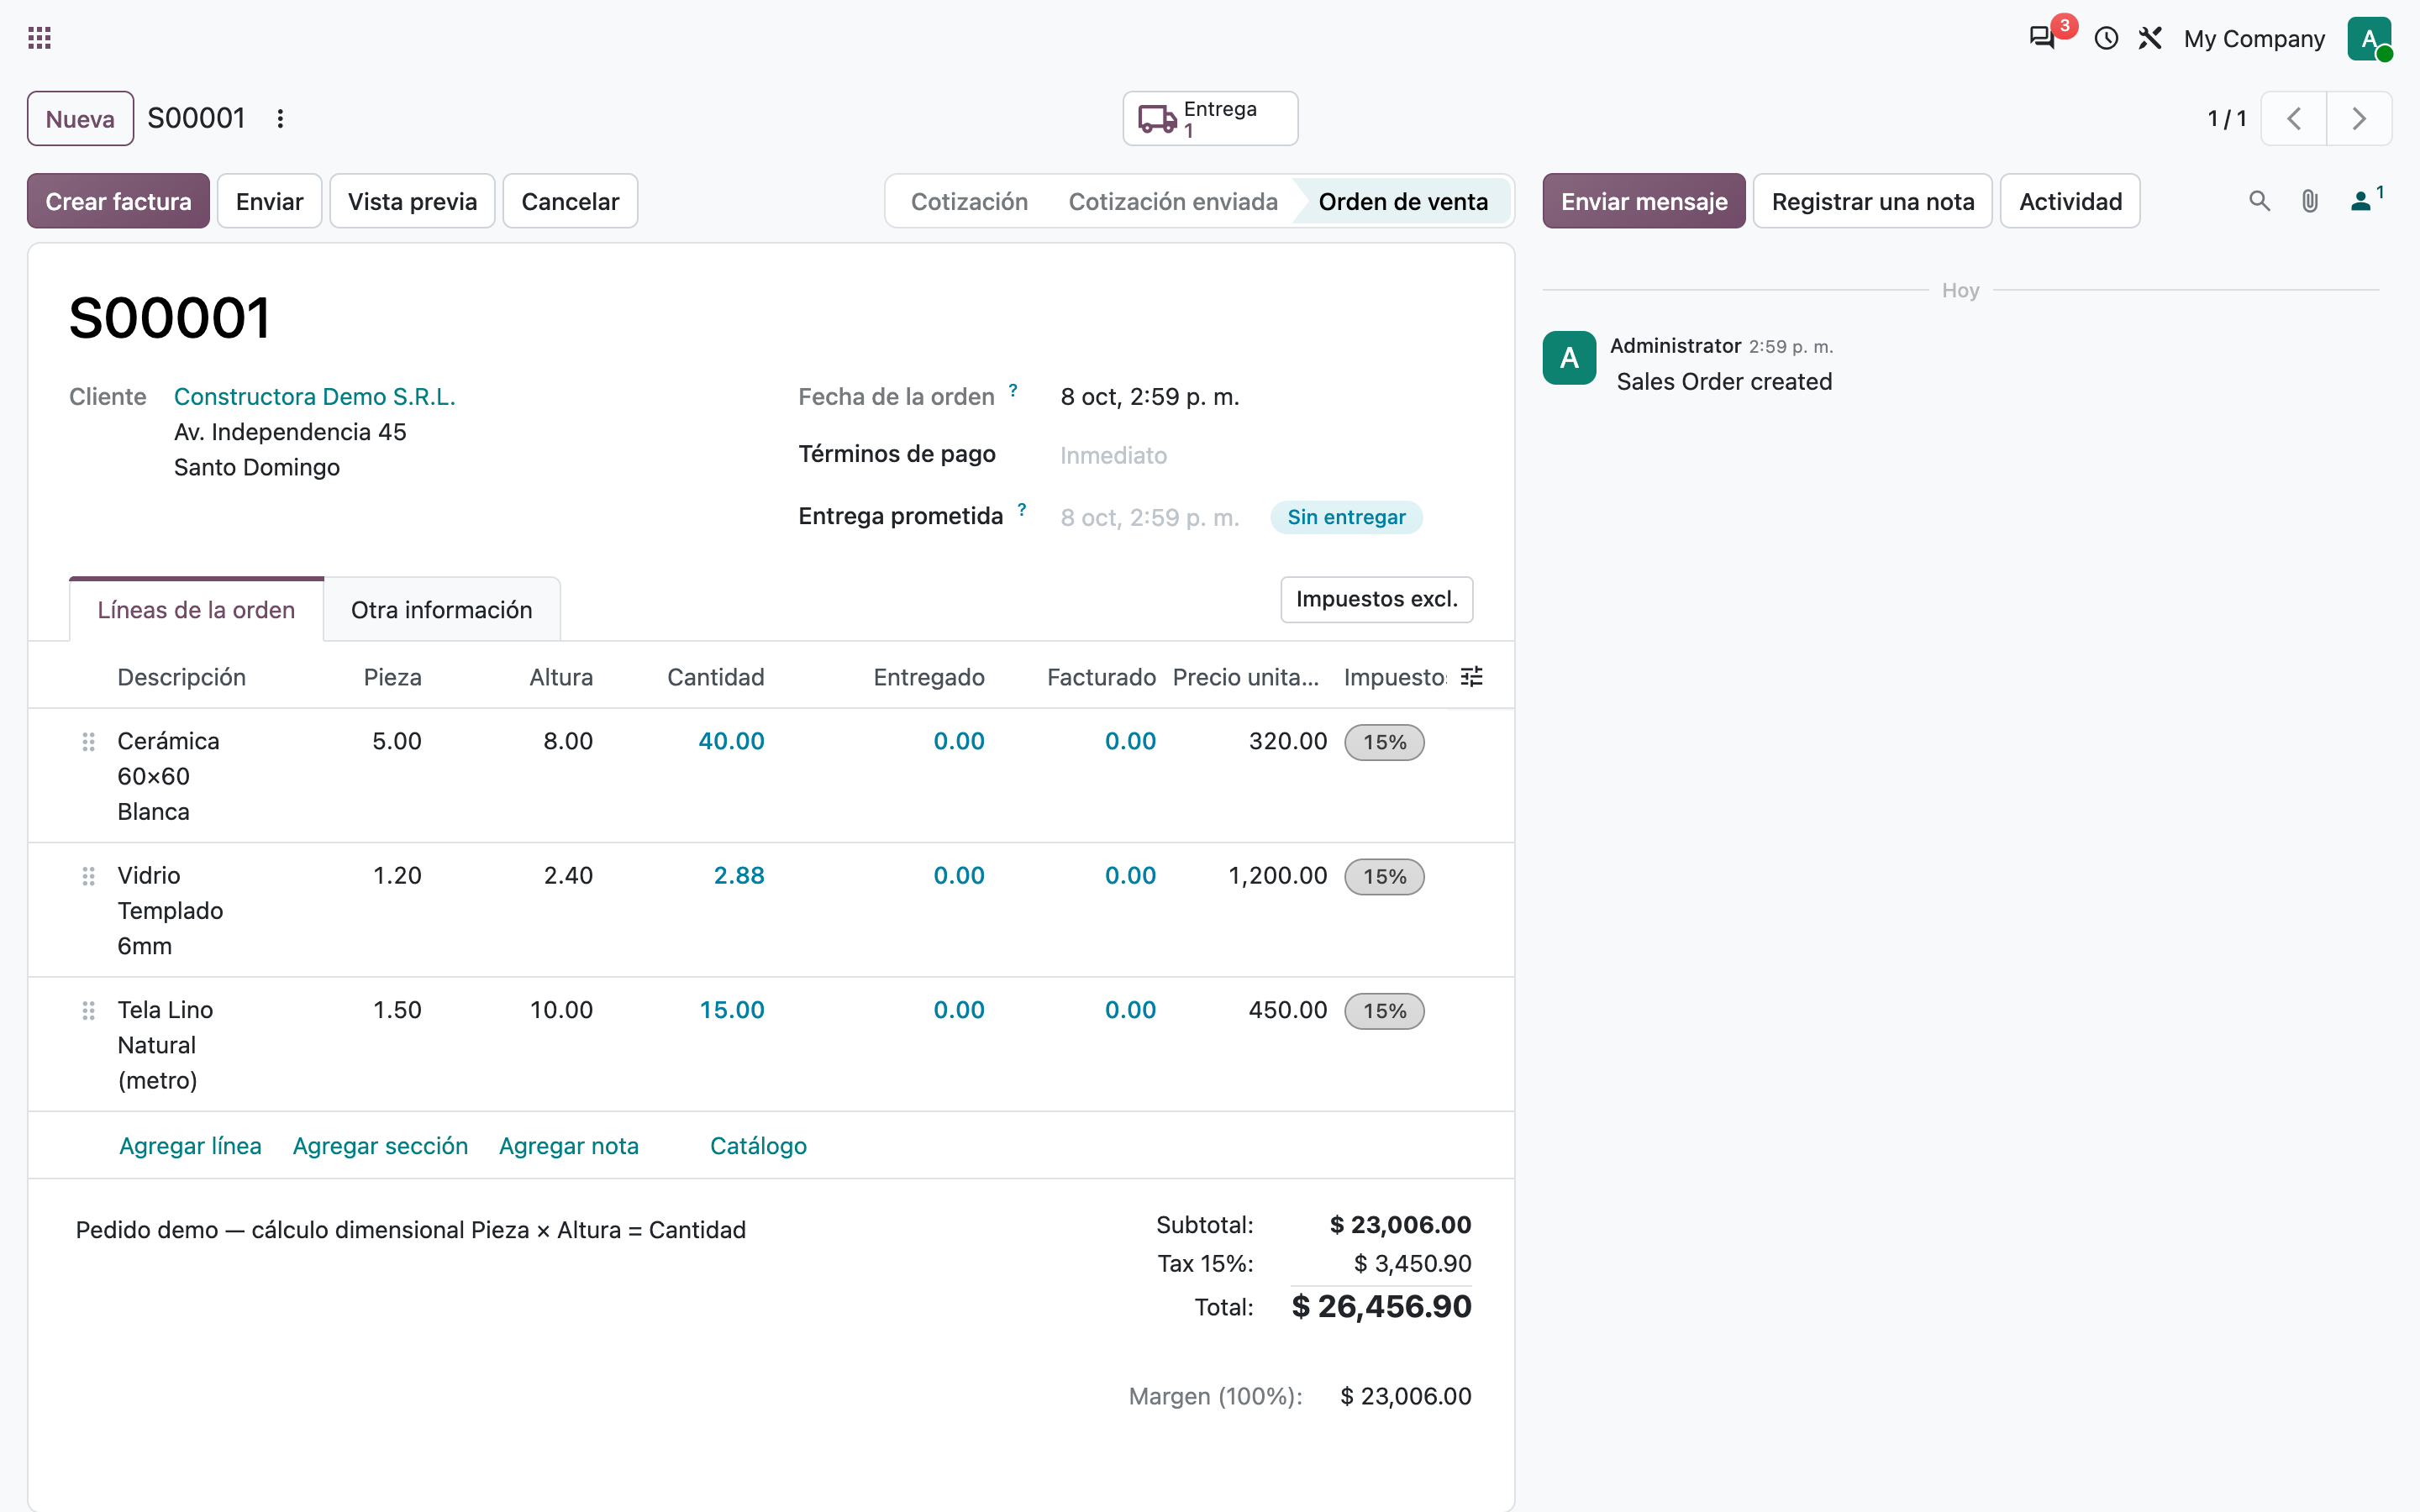 3
My Company
A
Nueva
S00001
Entrega
1
1 / 1
Crear factura
Enviar
Vista previa
Cancelar
Cotización
Cotización enviada
Orden de venta
Enviar mensaje
Registrar una nota
Actividad
1
S00001
Hoy
A
Administrator 2:59 p. m.
Sales Order created
Cliente
Constructora Demo S.R.L.
Av. Independencia 45
Santo Domingo
Fecha de la orden ?
8 oct, 2:59 p. m.
Términos de pago
Inmediato
Entrega prometida ?
8 oct, 2:59 p. m.
Sin entregar
Líneas de la orden
Otra información
Impuestos excl.
Descripción Pieza Altura Cantidad Entregado Facturado Precio unita... Impuesto
Cerámica 5.00 8.00 40.00 0.00 0.00 320.00 15%
60×60
Blanca
Vidrio 1.20 2.40 2.88 0.00 0.00 1,200.00 15%
Templado
6mm
Tela Lino 1.50 10.00 15.00 0.00 0.00 450.00 15%
Natural
(metro)
Agregar línea Agregar sección Agregar nota Catálogo
Pedido demo — cálculo dimensional Pieza × Altura = Cantidad
Subtotal: $ 23,006.00
Tax 15%: $ 3,450.90
Total: $ 26,456.90
Margen (100%): $ 23,006.00